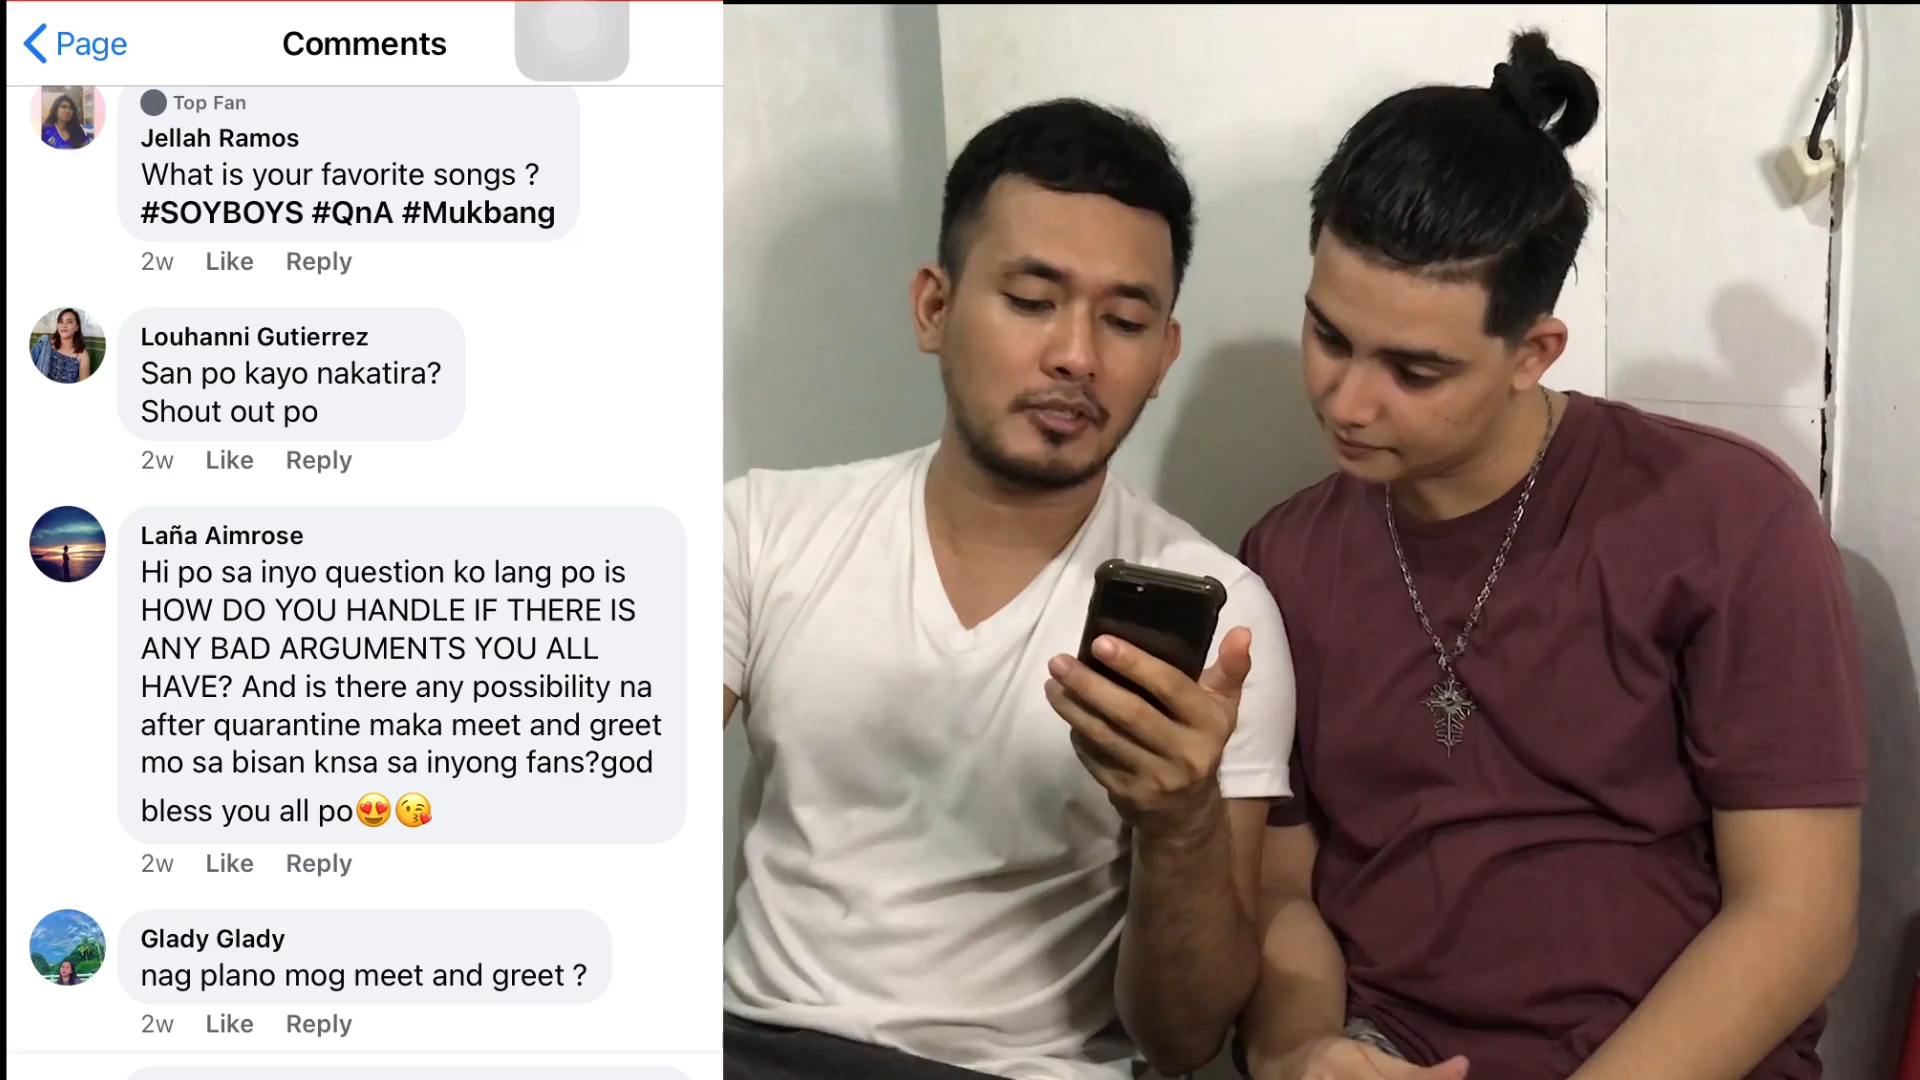 Page
Comments
Top Fan
Jellah Ramos
What is your favorite songs ?
#SOYBOYS #QnA #Mukbang
2w Like Reply
Louhanni Gutierrez
San po kayo nakatira?
Shout out po
2w Like Reply
Laña Aimrose
Hi po sa inyo question ko lang po is
HOW DO YOU HANDLE IF THERE IS
ANY BAD ARGUMENTS YOU ALL
HAVE? And is there any possibility na
after quarantine maka meet and greet
mo sa bisan knsa sa inyong fans?god
bless you all po😍😘
2w Like Reply
Glady Glady
nag plano mog meet and greet ?
2w Like Reply